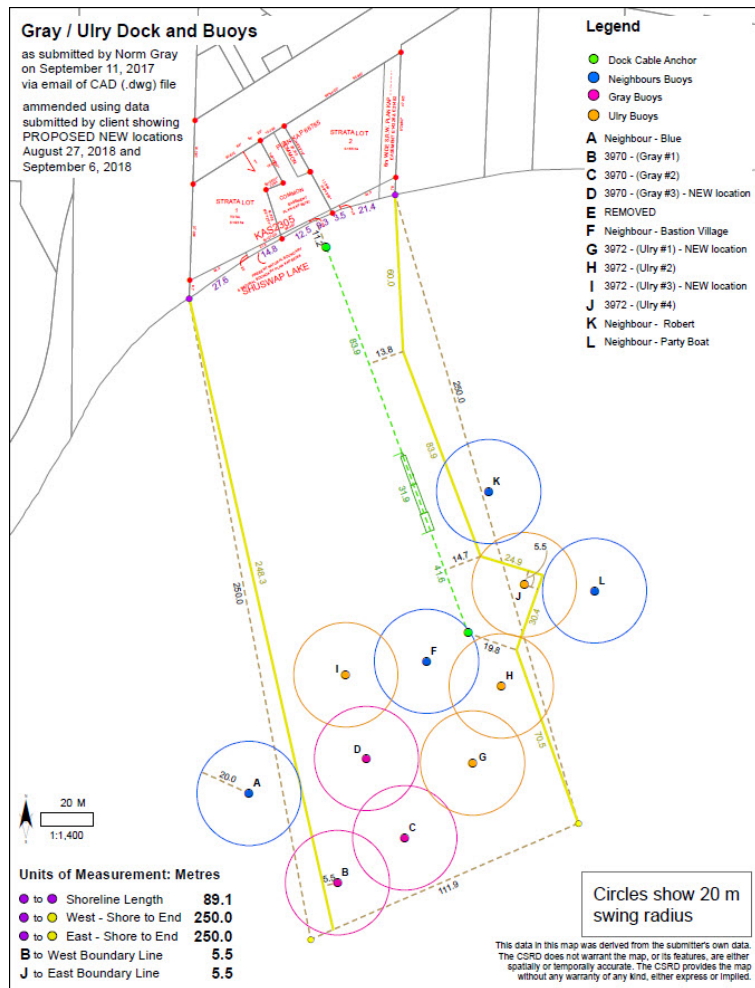 Gray / Ulry Dock and Buoys
as submitted by Norm Gray
on September 11, 2017
via email of CAD (.dwg) file
ammended using data
submitted by client showing
PROPOSED NEW locations
August 27, 2018 and
September 6, 2018
Legend
Dock Cable Anchor
Neighbours Buoys
Gray Buoys
Ulry Buoys
A Neighbour - Blue
B 3970 - (Gray #1)
C 3970 - (Gray #2)
D 3970 - (Gray #3) - NEW location
E REMOVED
F Neighbour - Bastion Village
G 3972 - (Ulry #1) - NEW location
H 3972 - (Ulry #2)
I 3972 - (Ulry #3) - NEW location
J 3972 - (Ulry #4)
K Neighbour - Robert
L Neighbour - Party Boat
STRATA LOT
2
STRATA LOT
1
COMMON
KAS2305
SHUSWAP LAKE
27.6
14.8
12.5
9.3
3.5
21.4
11.2
60.0
83.9
13.8
250.0
83.9
31.9
K
14.7
24.9
5.5
41.6
J
L
30.4
248.3
250.0
19.8
F
I
H
70.5
D
G
20.0
A
C
5.5
B
111.9
20 M
1:1,400
Units of Measurement: Metres
to Shoreline Length 89.1
to West - Shore to End 250.0
to East - Shore to End 250.0
B to West Boundary Line 5.5
J to East Boundary Line 5.5
Circles show 20 m
swing radius
This data in this map was derived from the submitter's own data.
The CSRD does not warrant the map, or its features, are either
spatially or temporally accurate. The CSRD provides the map
without any warranty of any kind, either express or implied.